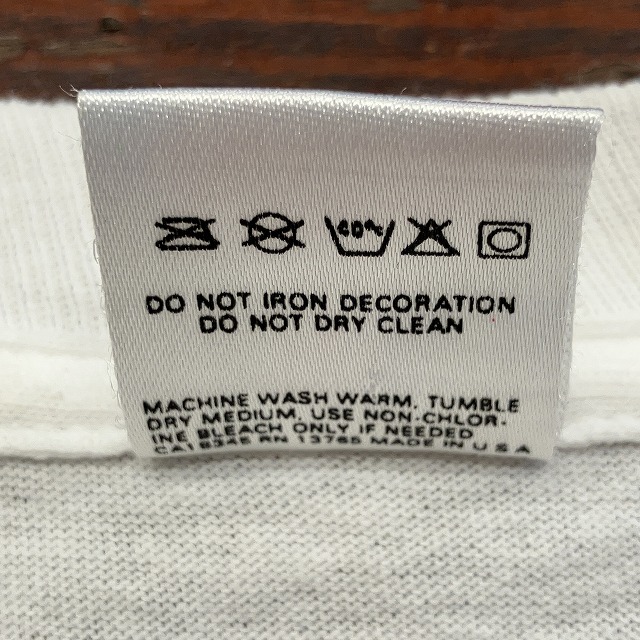 40°c
DO NOT IRON DECORATION
DO NOT DRY CLEAN
MACHINE WASH WARM, TUMBLE
DRY MEDIUM, USE NON-CHLOR-
INE BLEACH ONLY IF NEEDED.
RN 13765 MADE IN U S A